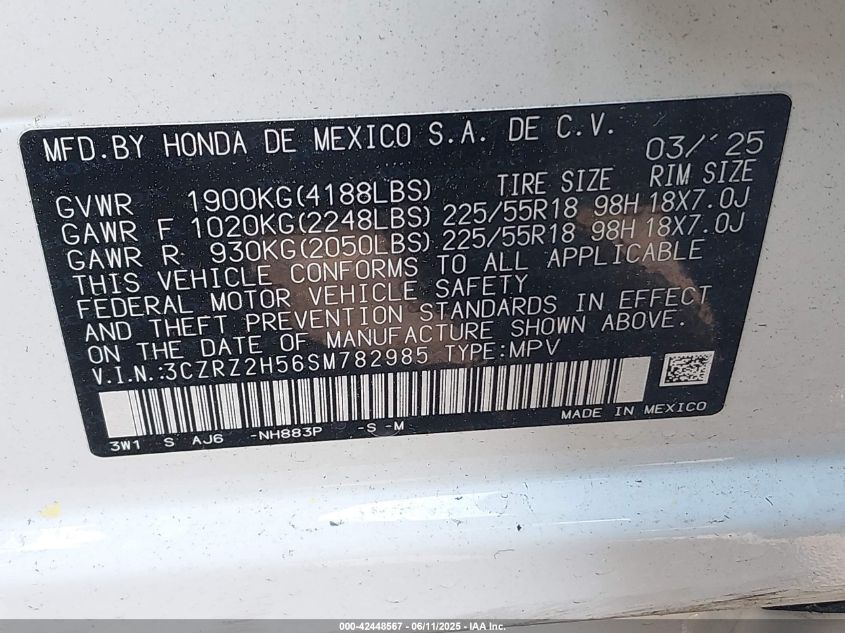 MFD.BY HONDA DE MEXICO S.A. DE C.V.
03/'25
GVWR 1900KG(4188LBS) TIRE SIZE RIM SIZE
GAWR F 1020KG(2248LBS) 225/55R18 98H 18X7.0J
GAWR R 930KG(2050LBS) 225/55R18 98H 18X7.0J
THIS VEHICLE CONFORMS TO ALL APPLICABLE
FEDERAL MOTOR VEHICLE SAFETY
AND THEFT PREVENTION STANDARDS IN EFFECT
ON THE DATE OF MANUFACTURE SHOWN ABOVE.
V.I.N.:3CZRZ2H56SM782985 TYPE:MPV
MADE IN MEXICO
3W1 S AJ6 -NH883P -S -M
000-42448567 - 06/11/2025 - IAA Inc.